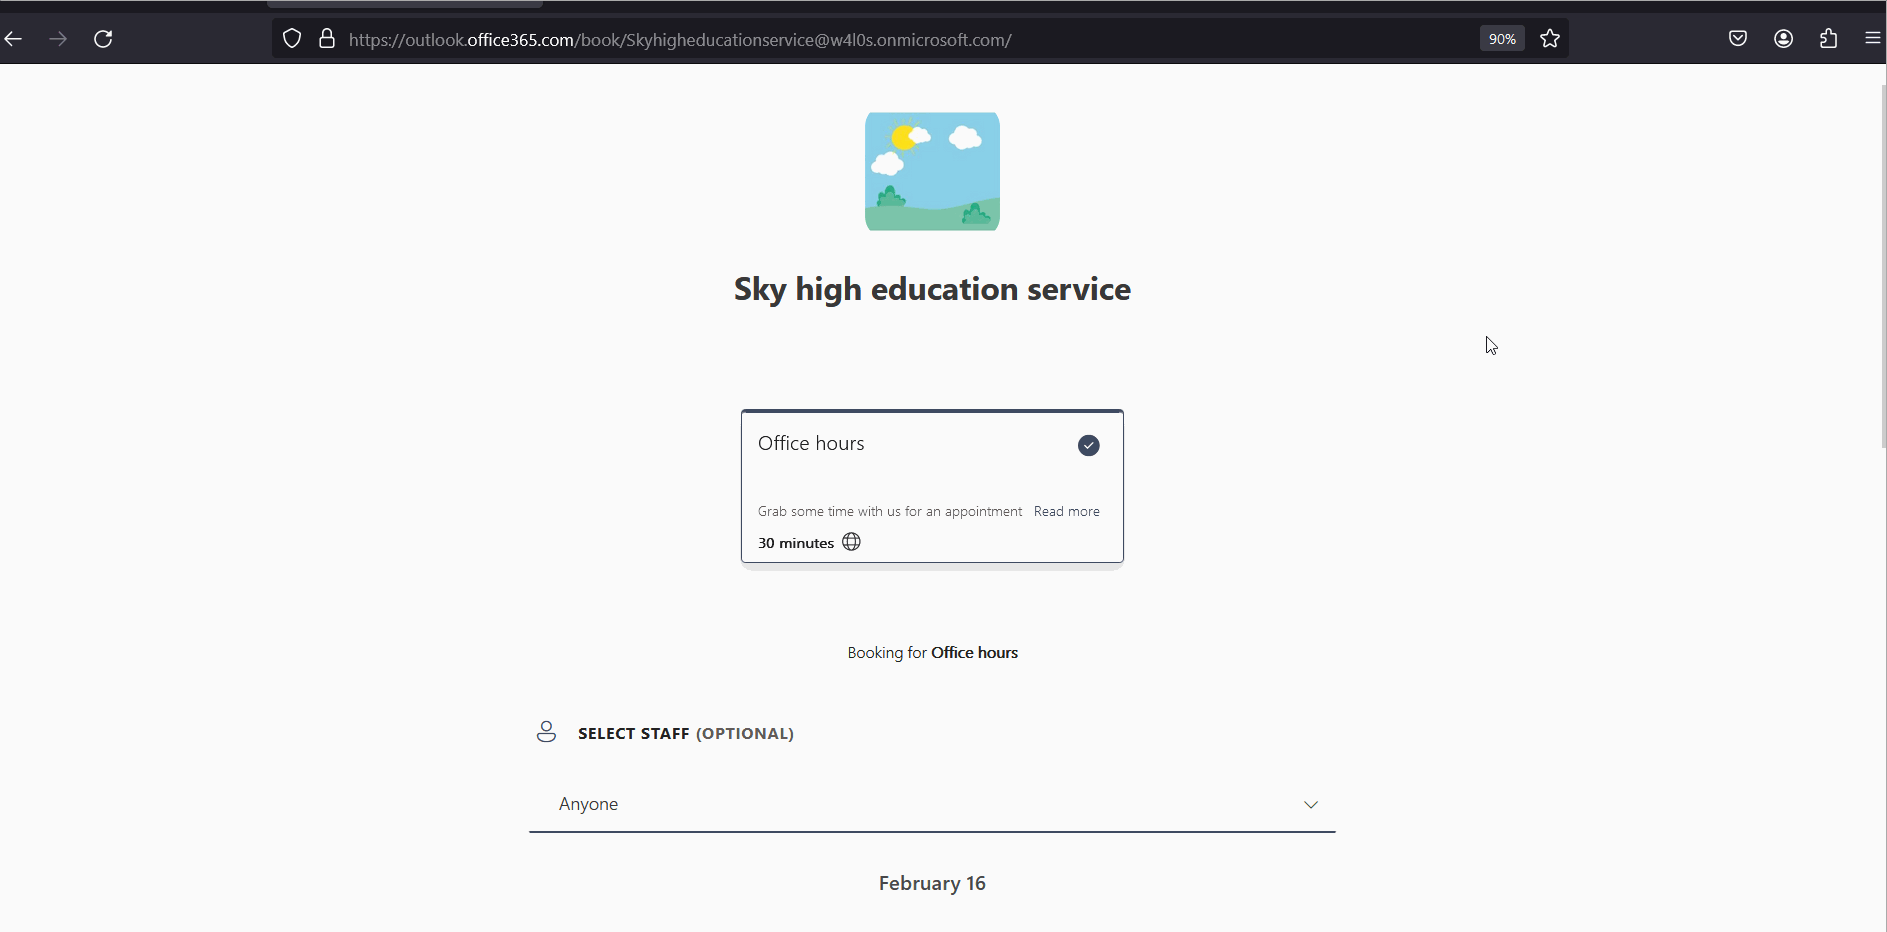 https://outlook.office365.com/book/Skyhigheducationservice@w4l0s.onmicrosoft.com/
90%
Sky high education service
Office hours
Grab some time with us for an appointment Read more
30 minutes
Booking for Office hours
SELECT STAFF (OPTIONAL)
Anyone
February 16